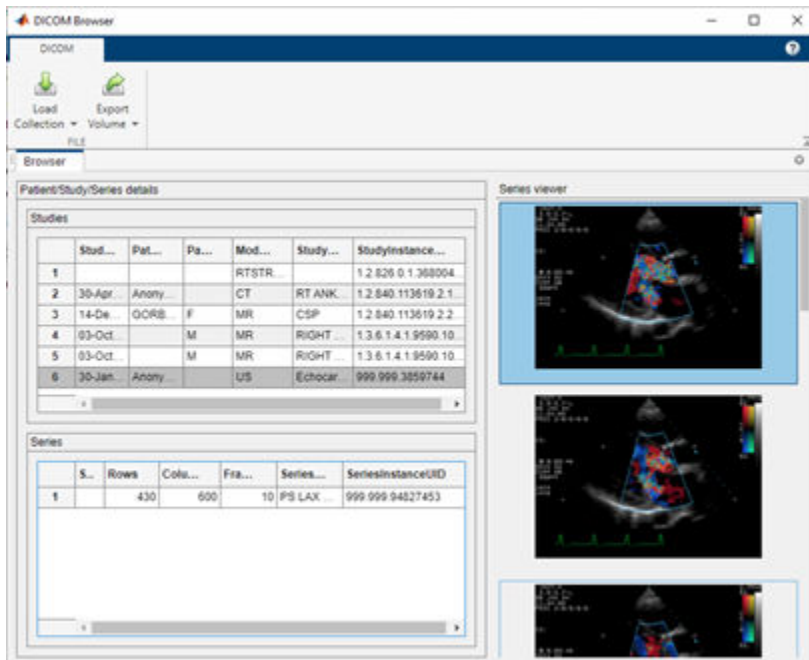 DICOM Browser
DICOM
?
Load Collection
Export Volume
FILE
Browser
Patient/Study/Series details
Series viewer
Studies
Stud... Pat... Pa... Mod... Study... StudyInstance...
1 RTSTR... 1.2.826.0.1.368004...
2 30-Apr... Anony... CT RT ANK... 1.2.840.113619.2.1...
3 14-De... GORB... F MR CSP 1.2.840.113619.2.2...
4 03-Oct... M MR RIGHT ... 1.3.6.1.4.1.9590.10...
5 03-Oct... M MR RIGHT ... 1.3.6.1.4.1.9590.10...
6 30-Jan... Anony... US Echocar... 999.999.3859744
Series
S... Rows Colu... Fra... Series... SeriesInstanceUID
1 430 600 10 PS LAX ... 999.999.94827453